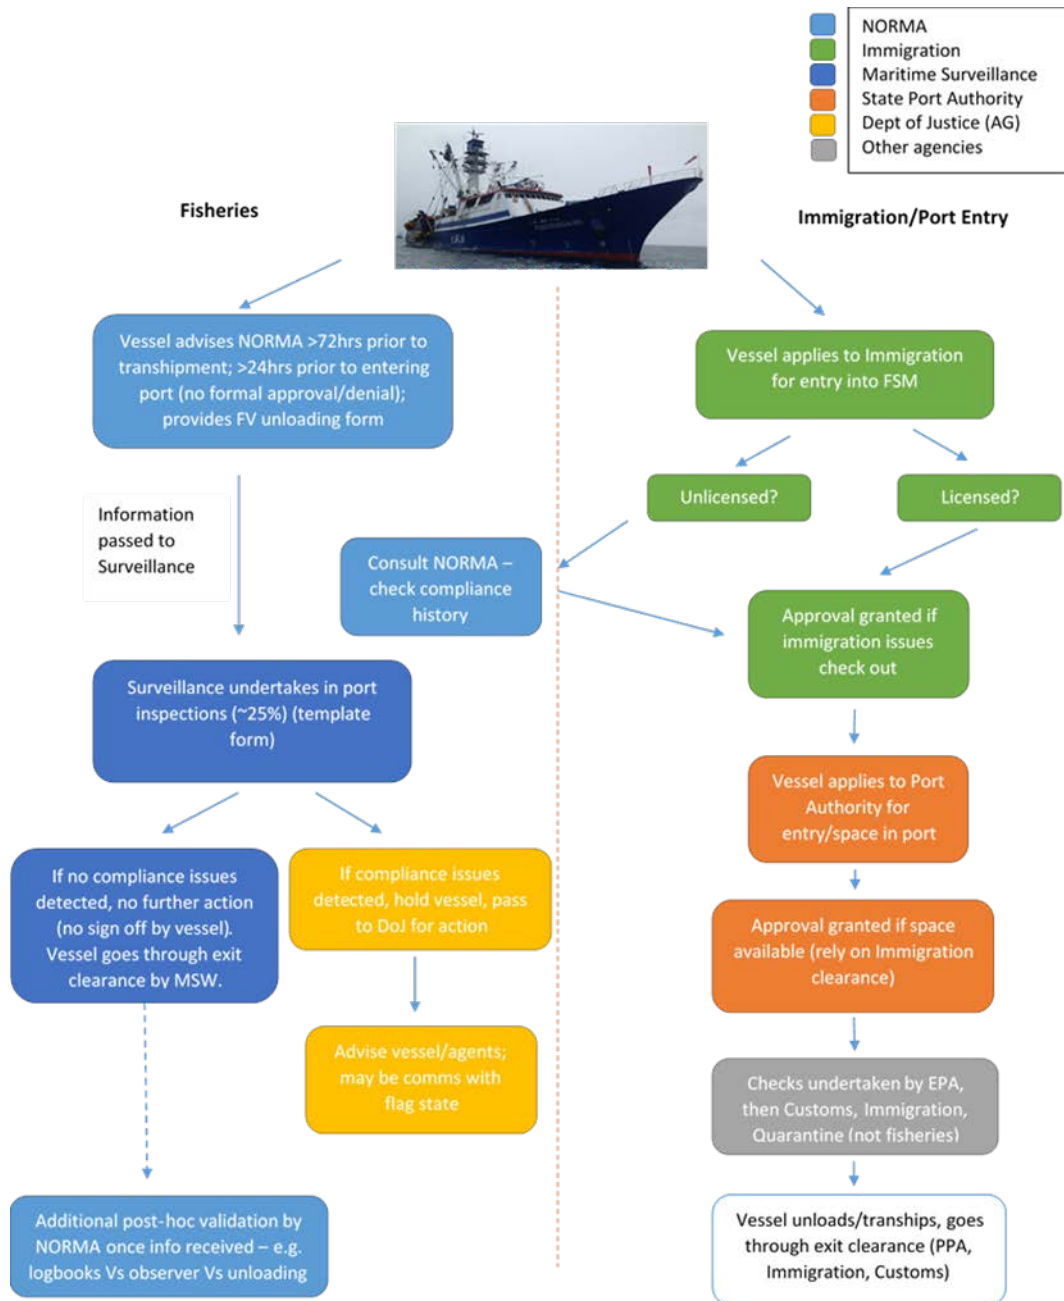 NORMA
Immigration
Maritime Surveillance
State Port Authority
Dept of Justice (AG)
Other agencies
Fisheries
Immigration/Port Entry
Vessel advises NORMA >72hrs prior to
transhipment; >24hrs prior to entering
port (no formal approval/denial);
provides FV unloading form
Vessel applies to Immigration
for entry into FSM
Unlicensed?
Licensed?
Information
passed to
Surveillance
Consult NORMA –
check compliance
history
Approval granted if
immigration issues
check out
Surveillance undertakes in port
inspections (~25%) (template
form)
Vessel applies to Port
Authority for
entry/space in port
If no compliance issues
detected, no further action
(no sign off by vessel).
Vessel goes through exit
clearance by MSW.
If compliance issues
detected, hold vessel, pass
to DoJ for action
Approval granted if space
available (rely on Immigration
clearance)
Advise vessel/agents;
may be comms with
flag state
Checks undertaken by EPA,
then Customs, Immigration,
Quarantine (not fisheries)
Additional post-hoc validation by
NORMA once info received – e.g.
logbooks Vs observer Vs unloading
Vessel unloads/tranships, goes
through exit clearance (PPA,
Immigration, Customs)